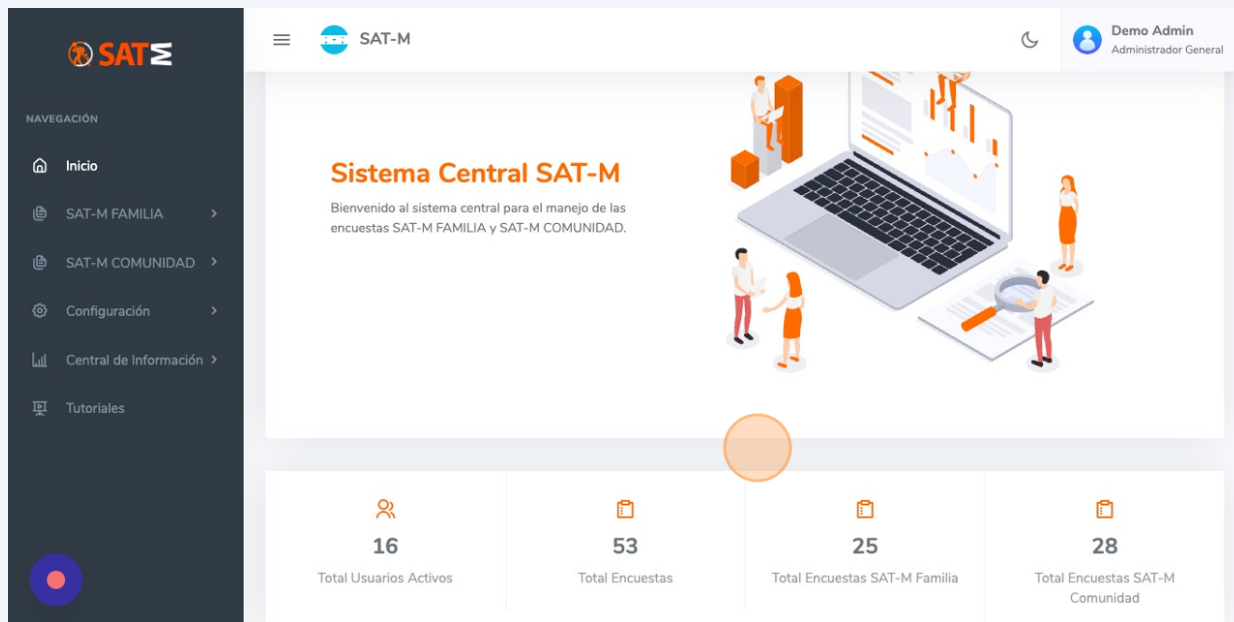 SATM
NAVEGACIÓN
Inicio
SAT-M FAMILIA
SAT-M COMUNIDAD
Configuración
Central de Información
Tutoriales
SAT-M
Demo Admin
Administrador General
Sistema Central SAT-M
Bienvenido al sistema central para el manejo de las
encuestas SAT-M FAMILIA y SAT-M COMUNIDAD.
16
Total Usuarios Activos
53
Total Encuestas
25
Total Encuestas SAT-M Familia
28
Total Encuestas SAT-M
Comunidad